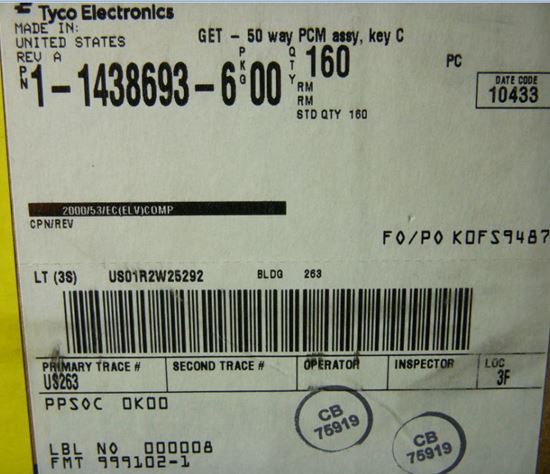 Tyco Electronics
MADE IN:
UNITED STATES
GET - 50 way PCM assy, key C
REV A
PN 1-1438693-6
PKG 00
QTY 160
PC
RM
RM
STD QTY 160
DATE CODE
10433
2000/53/EC(ELV)COMP
CPN/REV
FO/PO K0FS9487
LT (3S) US01R2W25292 BLDG 263
PRIMARY TRACE # SECOND TRACE # OPERATOR INSPECTOR LOC
US263 3F
PPSOC OK00
CB
75919
CB
75919
LBL NO 000008
FMT 999102-1